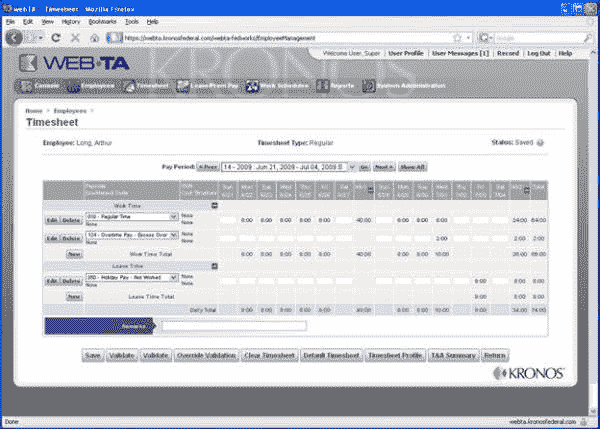 webTA : Timesheet - Mozilla Firefox
File Edit View History Bookmarks Tools Help
https://webta.kronosfederal.com/webta-fedworks/EmployeeManagement
Google
Welcome User, Super | User Profile | User Messages [1] | Record | Log Out | Help
WEB·TA
KRONOS
Employees Timesheet Leave/Prem Pay Work Schedules Reports System Administration
Home > Employees >
Timesheet
Employee: Long, Arthur Timesheet Type: Regular Status: Saved
Pay Period: < Prev 14 - 2009 : Jun 21, 2009 - Jul 04, 2009 Go Next > Show All
Sun Mon Tue Wed Thu Fri Sat Wk1 Sun Mon Tue Wed Thu Fri Sat Wk2 Total
Work Time
Edit Delete 010 - Regular Time None 8:00 8:00 8:00 8:00 8:00 40:00 8:00 8:00 8:00 24:00 64:00
None
Edit Delete 104 - Overtime Pay - Excess Over None 2:00 2:00 2:00
None
New Work Time Total 8:00 8:00 8:00 8:00 8:00 40:00 8:00 8:00 10:00 26:00 66:00
Leave Time
Edit Delete Holiday Pay - Not Worked None 8:00 8:00 8:00
None
New Leave Time Total 8:00 8:00 8:00
Daily Total 8:00 8:00 8:00 8:00 8:00 40:00 8:00 8:00 10:00 8:00 34:00 74:00
Remarks
Save Validate Validate Override Validation Clear Timesheet Default Timesheet Timesheet Profile T&A Summary Return
KRONOS
Done webta.kronosfederal.com